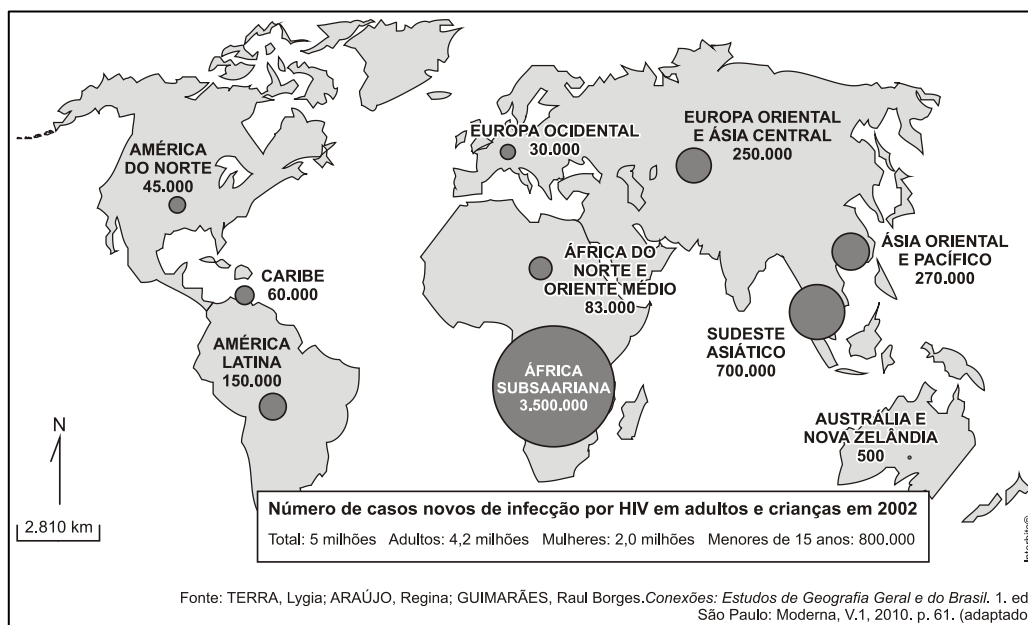 EUROPA OCIDENTAL
30.000
EUROPA ORIENTAL
E ÁSIA CENTRAL
250.000
AMÉRICA
DO NORTE
45.000
CARIBE
60.000
ÁFRICA DO
NORTE E
ORIENTE MÉDIO
83.000
ÁSIA ORIENTAL
E PACÍFICO
270.000
AMÉRICA
LATINA
150.000
ÁFRICA
SUBSAARIANA
3.500.000
SUDESTE
ASIÁTICO
700.000
AUSTRÁLIA E
NOVA ZELÂNDIA
500
N
2.810 km
Número de casos novos de infecção por HIV em adultos e crianças em 2002
Total: 5 milhões Adultos: 4,2 milhões Mulheres: 2,0 milhões Menores de 15 anos: 800.000
Fonte: TERRA, Lygia; ARAÚJO, Regina; GUIMARÃES, Raul Borges.Conexões: Estudos de Geografia Geral e do Brasil. 1. ed
São Paulo: Moderna, V.1, 2010. p. 61. (adaptado